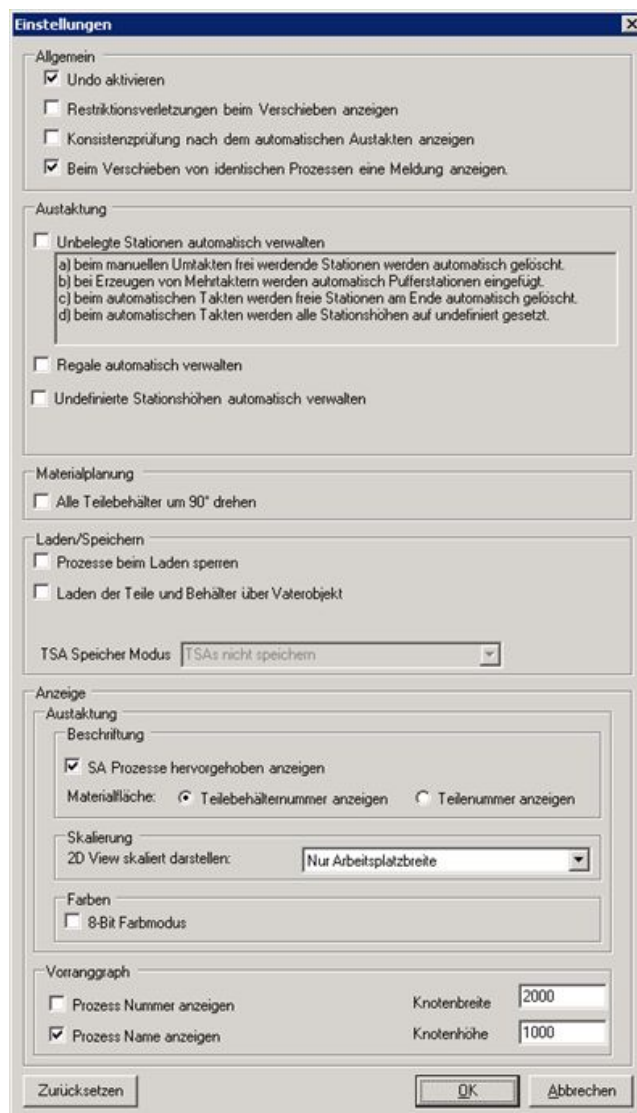 Einstellungen
Allgemein
Undo aktivieren
Restriktionsverletzungen beim Verschieben anzeigen
Konsistenzprüfung nach dem automatischen Austakten anzeigen
Beim Verschieben von identischen Prozessen eine Meldung anzeigen.
Austaktung
Unbelegte Stationen automatisch verwalten
a) beim manuellen Umtakten frei werdende Stationen werden automatisch gelöscht.
b) bei Erzeugen von Mehrtaktern werden automatisch Pufferstationen eingefügt.
c) beim automatischen Takten werden freie Stationen am Ende automatisch gelöscht.
d) beim automatischen Takten werden alle Stationshöhen auf undefiniert gesetzt.
Regale automatisch verwalten
Undefinierte Stationshöhen automatisch verwalten
Materialplanung
Alle Teilebehälter um 90° drehen
Laden/Speichern
Prozesse beim Laden sperren
Laden der Teile und Behälter über Vaterobjekt
TSA Speicher Modus TSAs nicht speichern
Anzeige
Austaktung
Beschriftung
SA Prozesse hervorgehoben anzeigen
Materialfläche: Teilebehälternummer anzeigen Teilenummer anzeigen
Skalierung
2D View skaliert darstellen: Nur Arbeitsplatzbreite
Farben
8-Bit Farbmodus
Vorranggraph
Prozess Nummer anzeigen Knotenbreite 2000
Prozess Name anzeigen Knotenhöhe 1000
Zurücksetzen OK Abbrechen